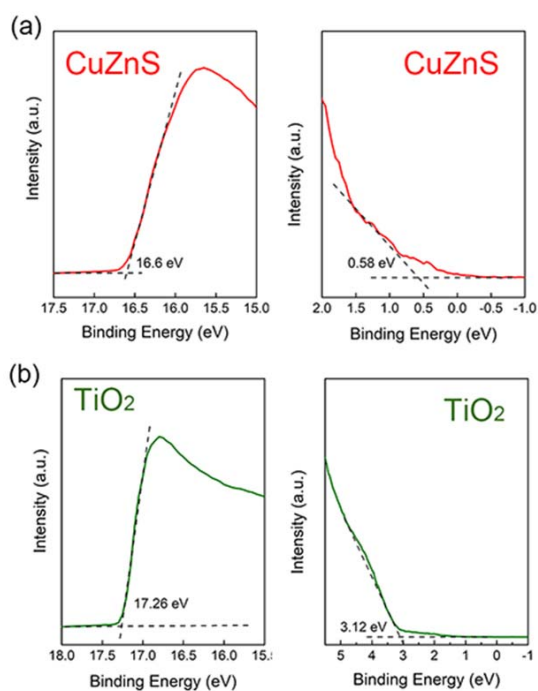 (a)
CuZnS
Intensity (a.u.)
16.6 eV
17.5 17.0 16.5 16.0 15.5 15.0
Binding Energy (eV)
CuZnS
Intensity (a.u.)
0.58 eV
2.0 1.5 1.0 0.5 0.0 -0.5 -1.0
Binding Energy (eV)
(b)
TiO2
Intensity (a.u.)
17.26 eV
18.0 17.5 17.0 16.5 16.0 15.5
Binding Energy (eV)
TiO2
Intensity (a.u.)
3.12 eV
5 4 3 2 1 0 -1
Binding Energy (eV)